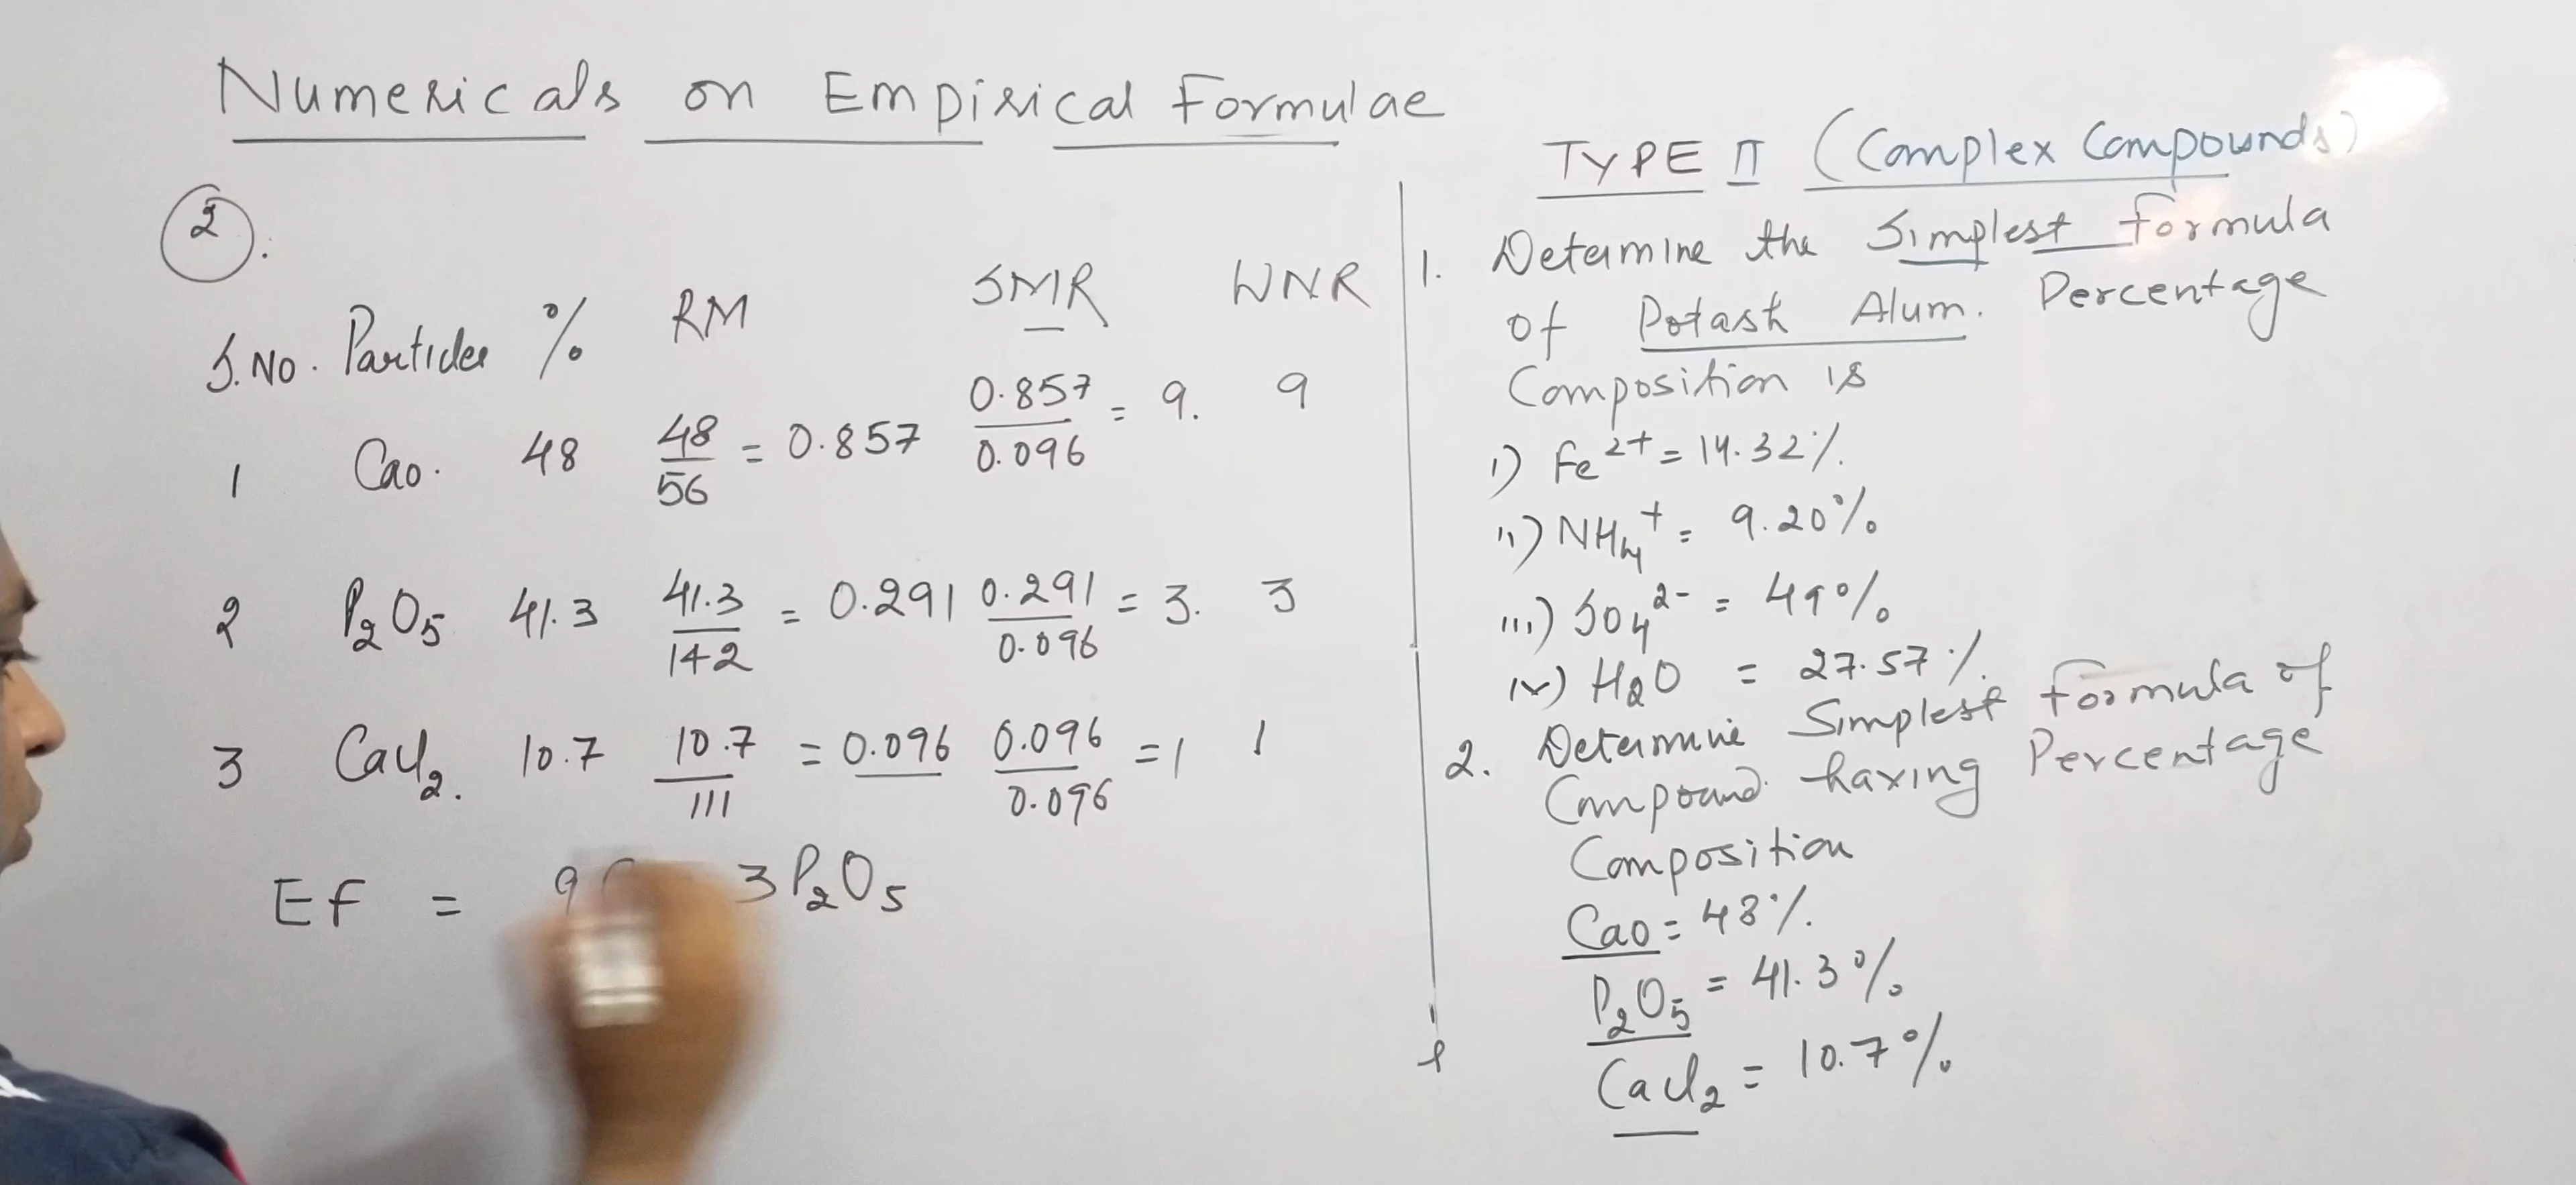 Numericals on Empirical Formulae
2.
S.No. Particles % RM SMR WNR
1 Cao. 48 48/56 = 0.857 0.857/0.096 = 9. 9
2 P₂O₅ 41.3 41.3/142 = 0.291 0.291/0.096 = 3. 3
3 CaCl₂. 10.7 10.7/111 = 0.096 0.096/0.096 = 1 1
EF = 9 3P₂O₅
TYPE II (Complex Compounds)
1. Determine the Simplest formula
of Potash Alum. Percentage
Composition is
i) Fe²⁺ = 14.32%.
ii) NH₄⁺ = 9.20%
iii) SO₄²⁻ = 49%
iv) H₂O = 27.57%.
2. Determine Simplest formula of
Compound having Percentage
Composition
Cao = 48%.
P₂O₅ = 41.3%
CaCl₂ = 10.7%